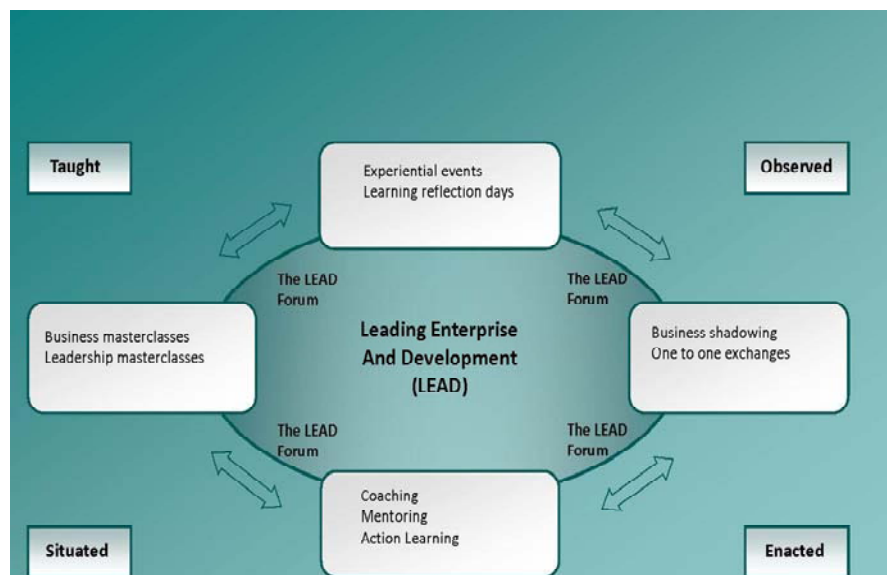 Taught
Experiential events
Learning reflection days
Observed
The LEAD
Forum
The LEAD
Forum
Business masterclasses
Leadership masterclasses
Leading Enterprise
And Development
(LEAD)
Business shadowing
One to one exchanges
The LEAD
Forum
The LEAD
Forum
Coaching
Mentoring
Action Learning
Situated
Enacted